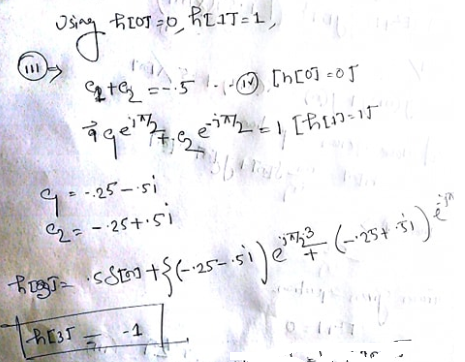 Using h[0]=0, h[1]=1,
(iii) ⇒
c₁+c₂ = -.5 ... (iv) [h[0]=0]
c₁e^{jπ/2} + c₂e^{-jπ/2} = 1 [h[1]=1]
c₁ = -.25-.5i
c₂ = -.25+.5i
h[3]= .5δ[n]+{(-.25-.5i)e^{jπ/2·3} + (-.25+.5i)e
h[3] = -1